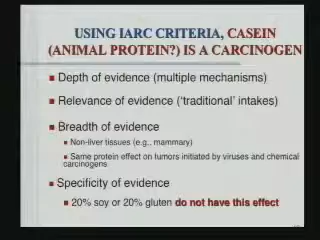 USING IARC CRITERIA, CASEIN
(ANIMAL PROTEIN?) IS A CARCINOGEN
Depth of evidence (multiple mechanisms)
Relevance of evidence ('traditional' intakes)
Breadth of evidence
Non-liver tissues (e.g., mammary)
Same protein effect on tumors initiated by viruses and chemical
carcinogens
Specificity of evidence
20% soy or 20% gluten do not have this effect